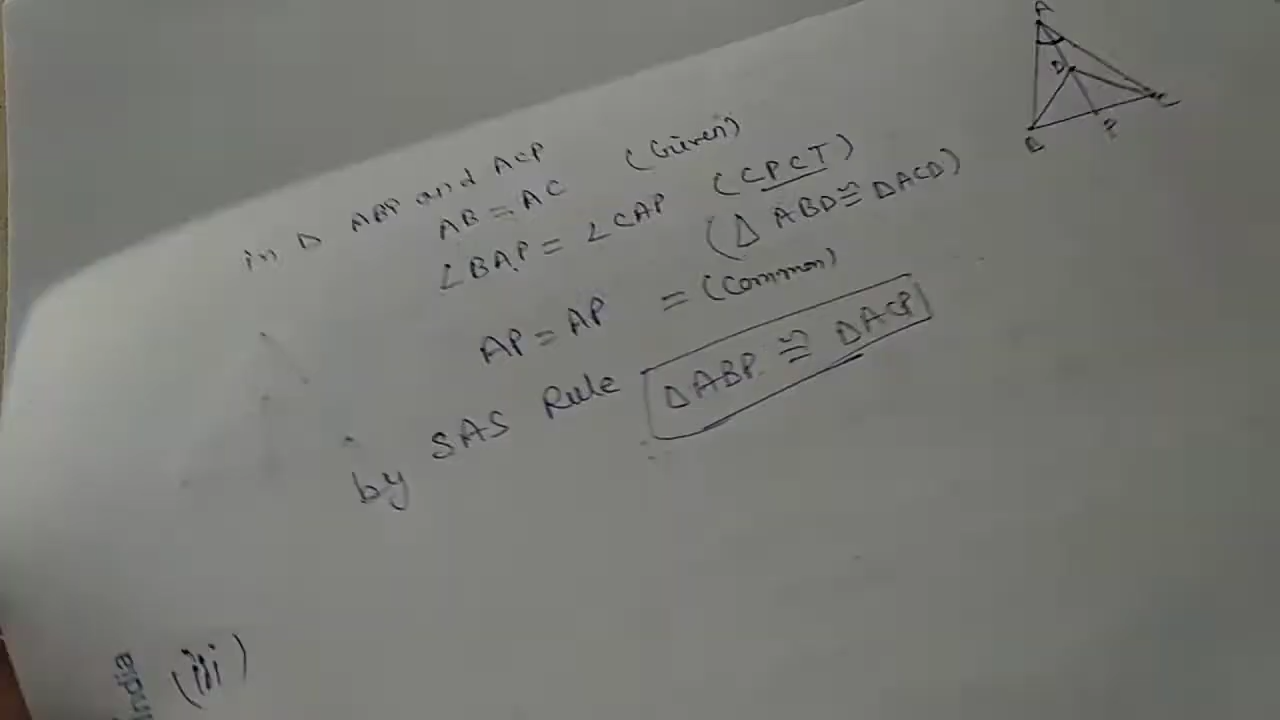 in Δ ABP and ACP
AB = AC (Given)
∠BAP = ∠CAP (CPCT)
(Δ ABD ≅ ΔACD)
AP = AP = (Common)
by SAS Rule ΔABP ≅ ΔACP
(iii)
A
D
B
P
C